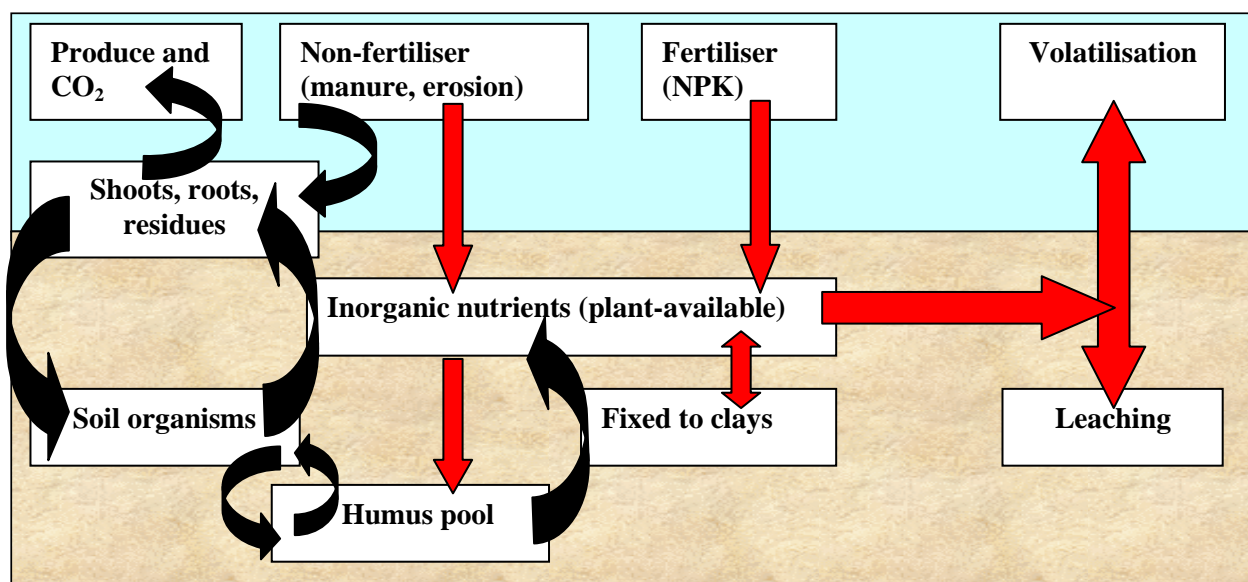 Produce and
CO₂
Non-fertiliser
(manure, erosion)
Fertiliser
(NPK)
Volatilisation
Shoots, roots,
residues
Inorganic nutrients (plant-available)
Soil organisms
Fixed to clays
Leaching
Humus pool